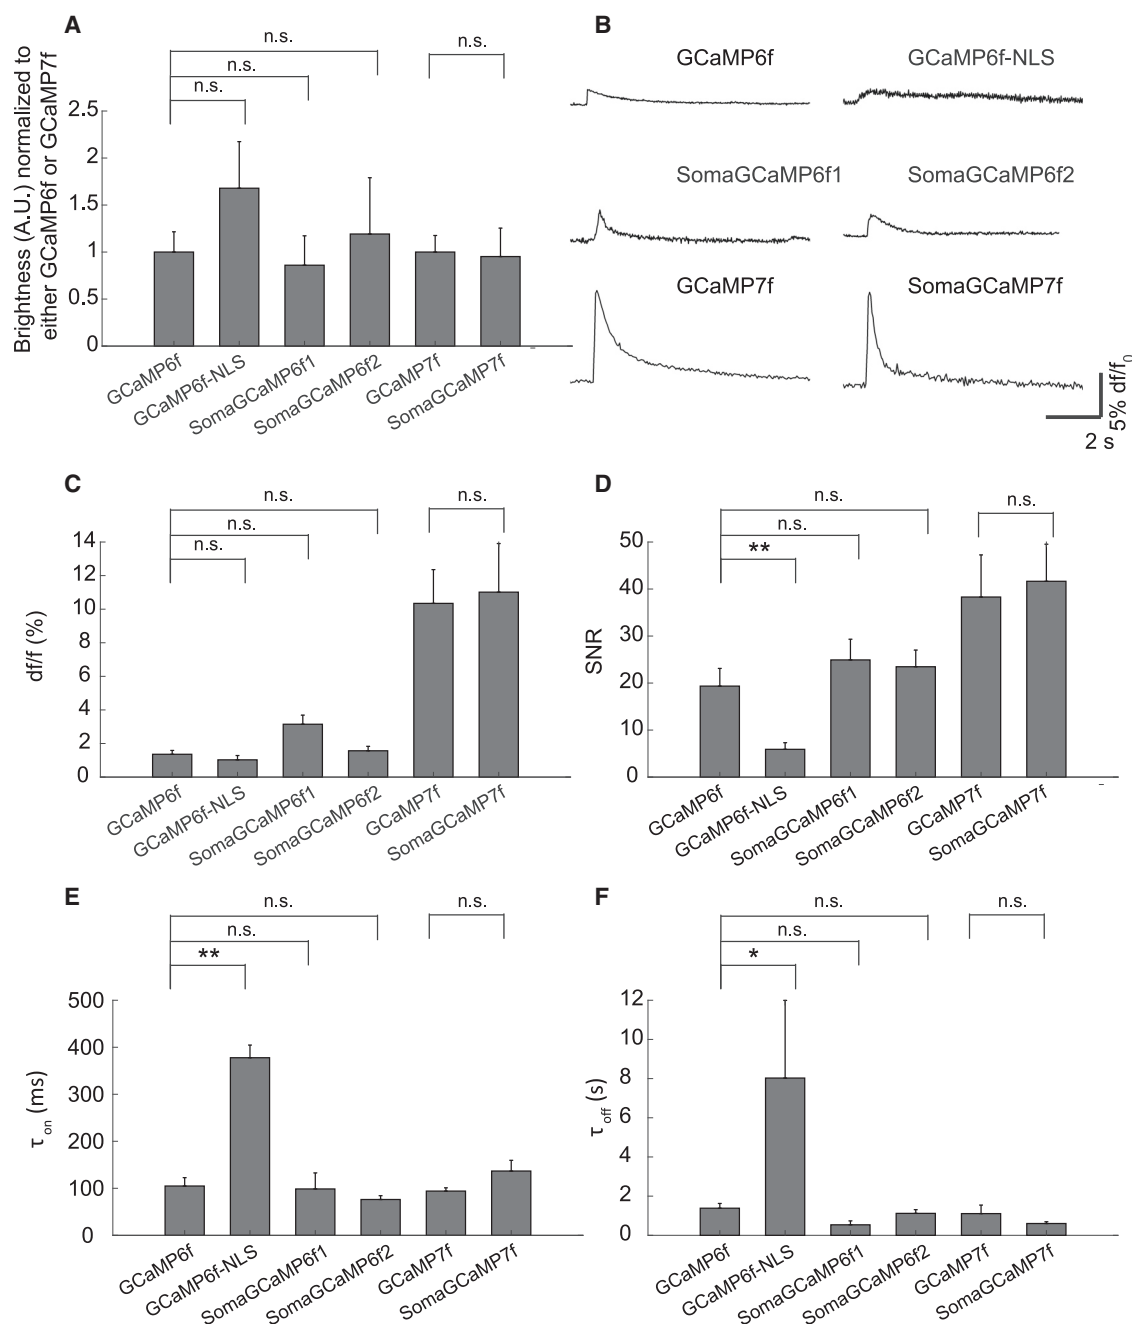 A
n.s.
n.s.
n.s.
n.s.
Brightness (A.U.) normalized to
either GCaMP6f or GCaMP7f
2.5
2
1.5
1
0.5
0
GCaMP6f
GCaMP6f-NLS
SomaGCaMP6f1
SomaGCaMP6f2
GCaMP7f
SomaGCaMP7f
B
GCaMP6f
GCaMP6f-NLS
SomaGCaMP6f1
SomaGCaMP6f2
GCaMP7f
SomaGCaMP7f
5% df/f0
2 s
C
n.s.
n.s.
n.s.
n.s.
df/f (%)
14
12
10
8
6
4
2
0
GCaMP6f
GCaMP6f-NLS
SomaGCaMP6f1
SomaGCaMP6f2
GCaMP7f
SomaGCaMP7f
D
n.s.
n.s.
n.s.
**
SNR
50
40
30
20
10
0
GCaMP6f
GCaMP6f-NLS
SomaGCaMP6f1
SomaGCaMP6f2
GCaMP7f
SomaGCaMP7f
E
n.s.
n.s.
n.s.
**
τon (ms)
500
400
300
200
100
0
GCaMP6f
GCaMP6f-NLS
SomaGCaMP6f1
SomaGCaMP6f2
GCaMP7f
SomaGCaMP7f
F
n.s.
n.s.
n.s.
*
τoff (s)
12
10
8
6
4
2
0
GCaMP6f
GCaMP6f-NLS
SomaGCaMP6f1
SomaGCaMP6f2
GCaMP7f
SomaGCaMP7f